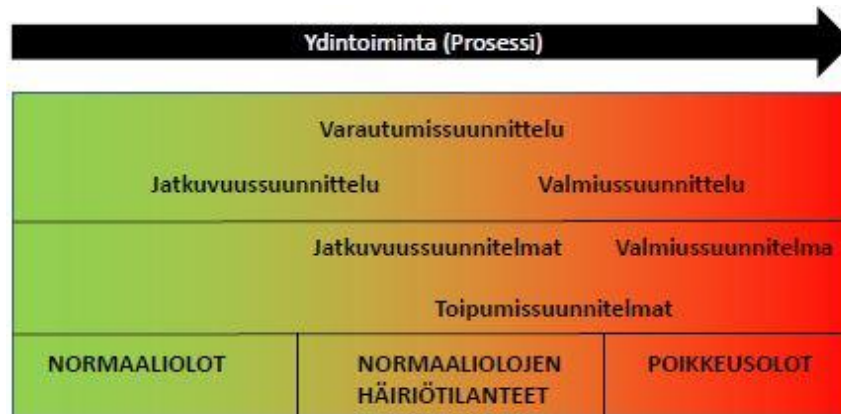 Ydintoiminta (Prosessi)
Varautumissuunnittelu
Jatkuvuussuunnittelu Valmiussuunnittelu
Jatkuvuussuunnitelmat Valmiussuunnitelma
Toipumissuunnitelmat
NORMAALIOLOT NORMAALIOLOJEN POIKKEUSOLOT
HÄIRIÖTILANTEET